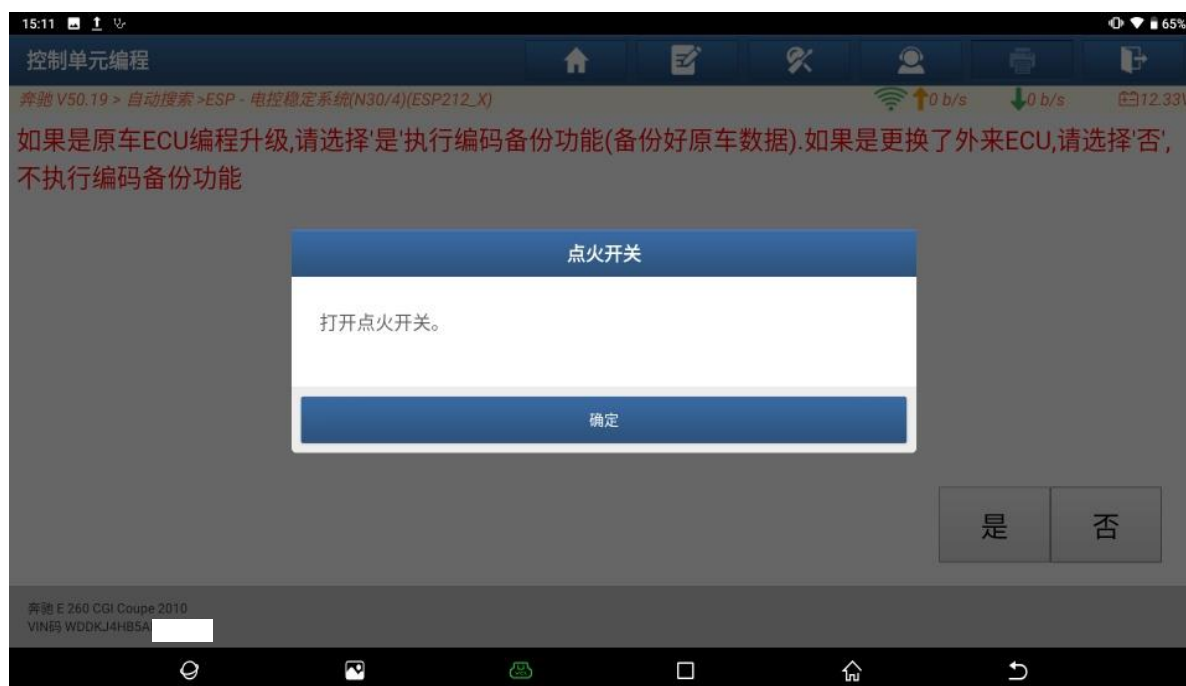 15:11
65%
控制单元编程
奔驰 V50.19 > 自动搜索 >ESP - 电控稳定系统(N30/4)(ESP212_X)
0 b/s
0 b/s
12.33V
如果是原车ECU编程升级,请选择'是'执行编码备份功能(备份好原车数据).如果是更换了外来ECU,请选择'否',
不执行编码备份功能
点火开关
打开点火开关。
确定
是
否
奔驰 E 260 CGI Coupe 2010
VIN码 WDDKJ4HB5A